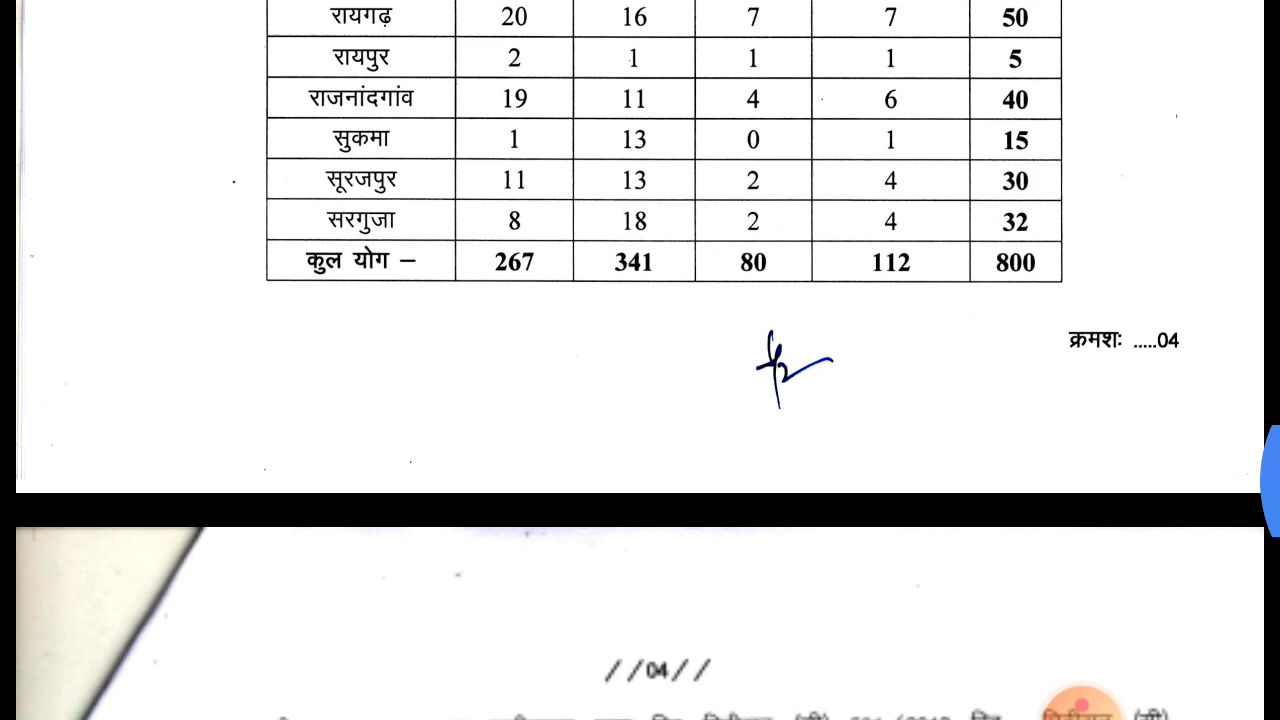 रायगढ़ 20 16 7 7 50
रायपुर 2 1 1 1 5
राजनांदगांव 19 11 4 6 40
सुकमा 1 13 0 1 15
सूरजपुर 11 13 2 4 30
सरगुजा 8 18 2 4 32
कुल योग – 267 341 80 112 800
क्रमशः .....04
//04//